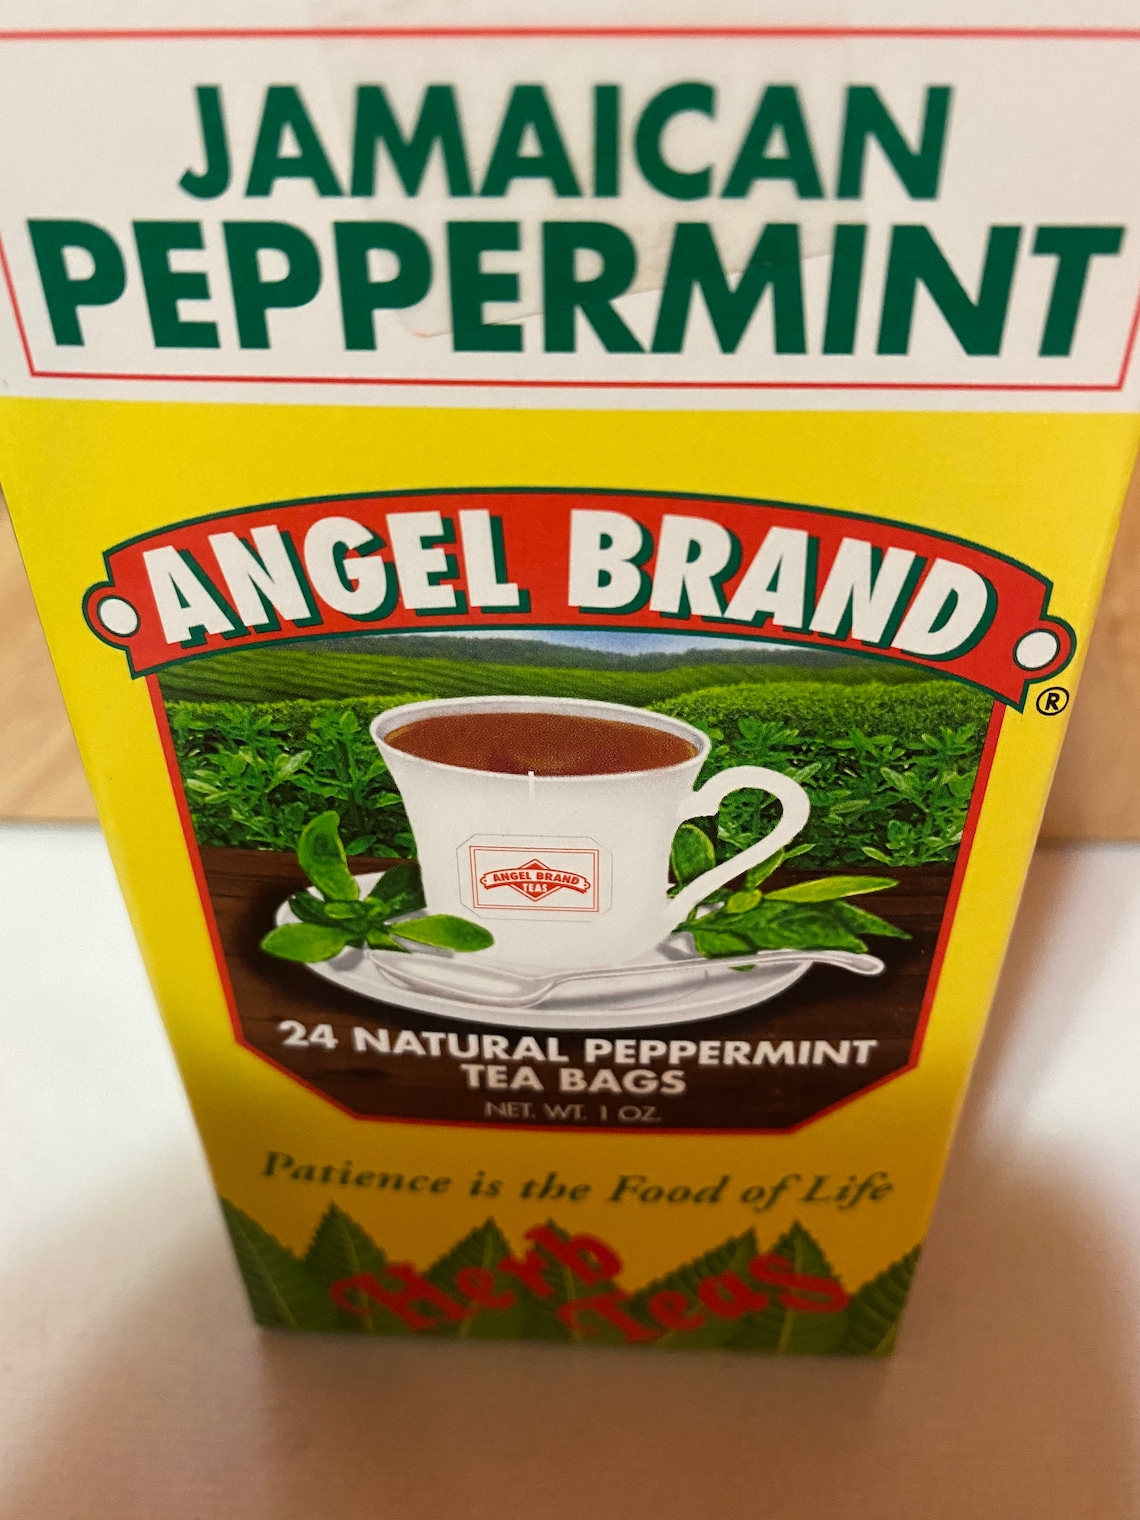 JAMAICAN
PEPPERMINT
ANGEL BRAND
®
ANGEL BRAND
TEAS
24 NATURAL PEPPERMINT
TEA BAGS
NET. WT. 1 OZ.
Patience is the Food of Life
Herb
Teas